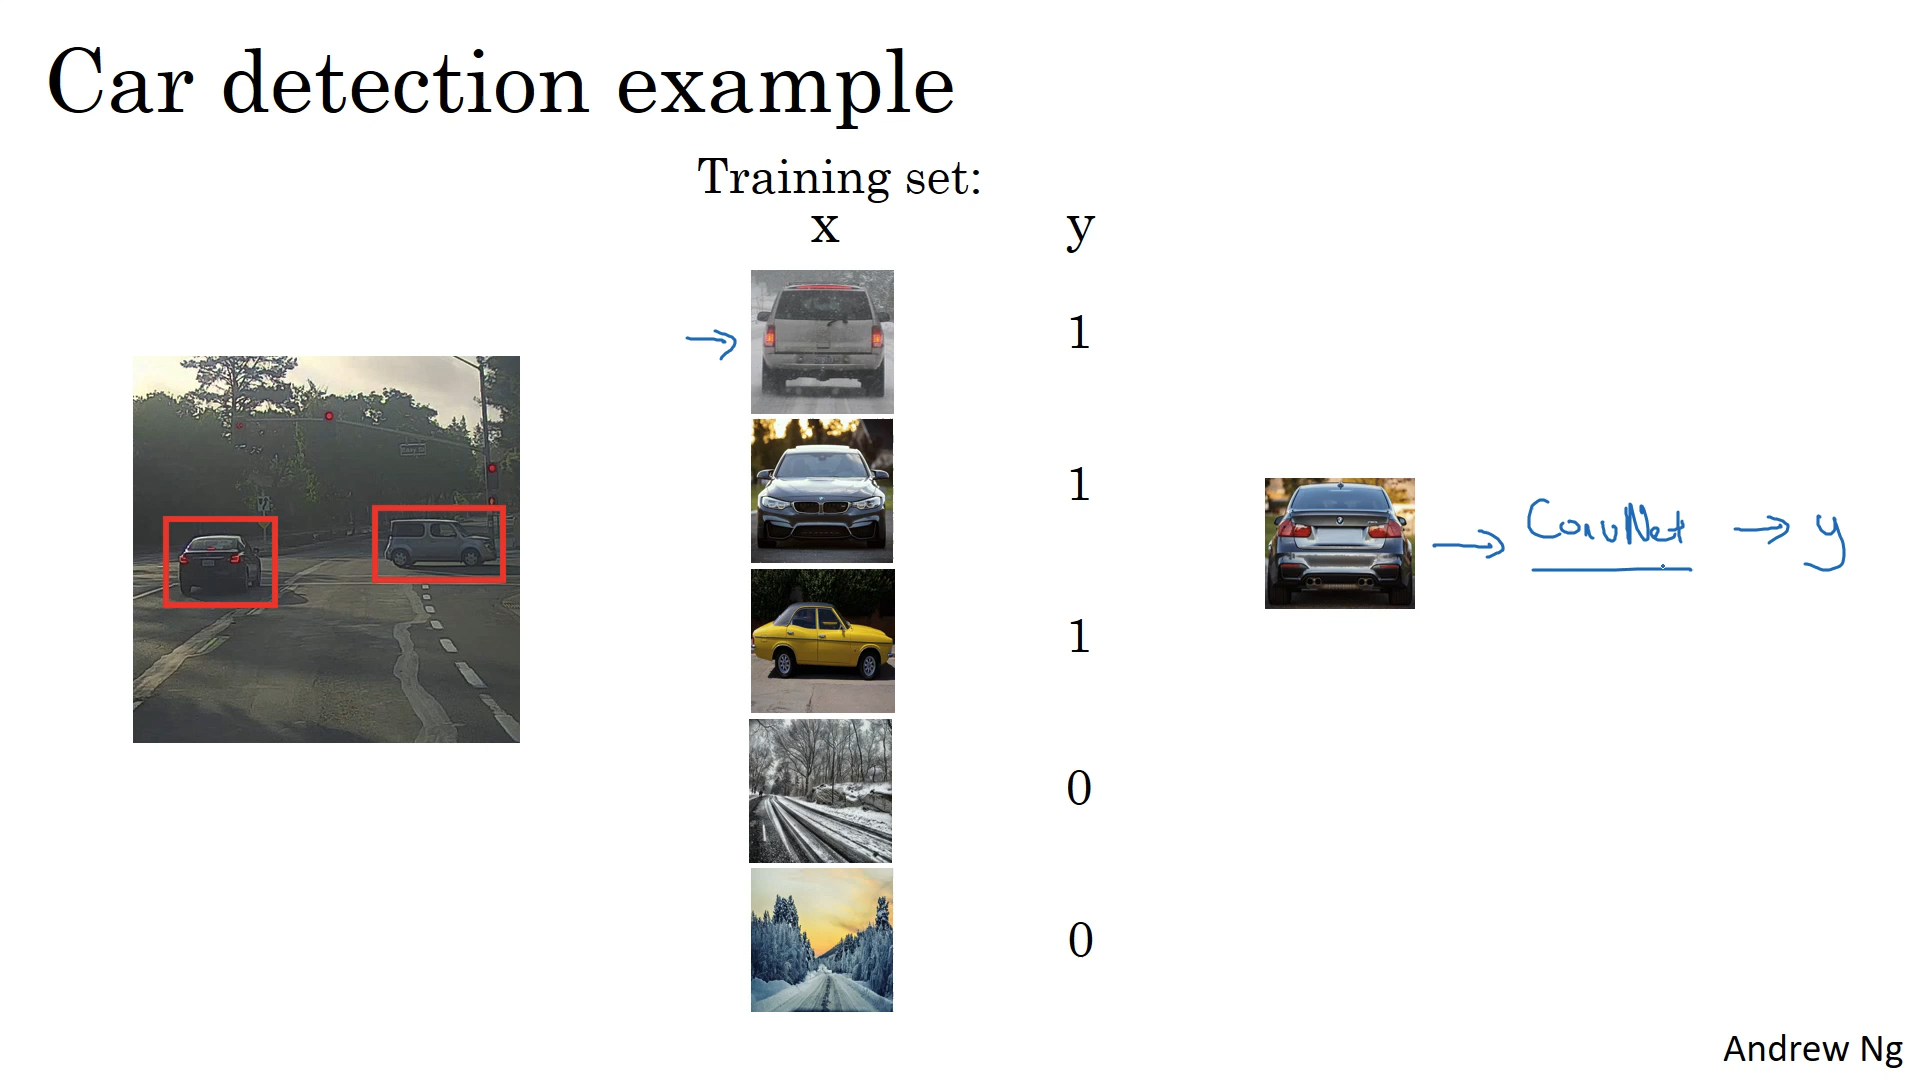 Car detection example
Training set:
x y
1
1
1
0
0
ConvNet → y
Andrew Ng